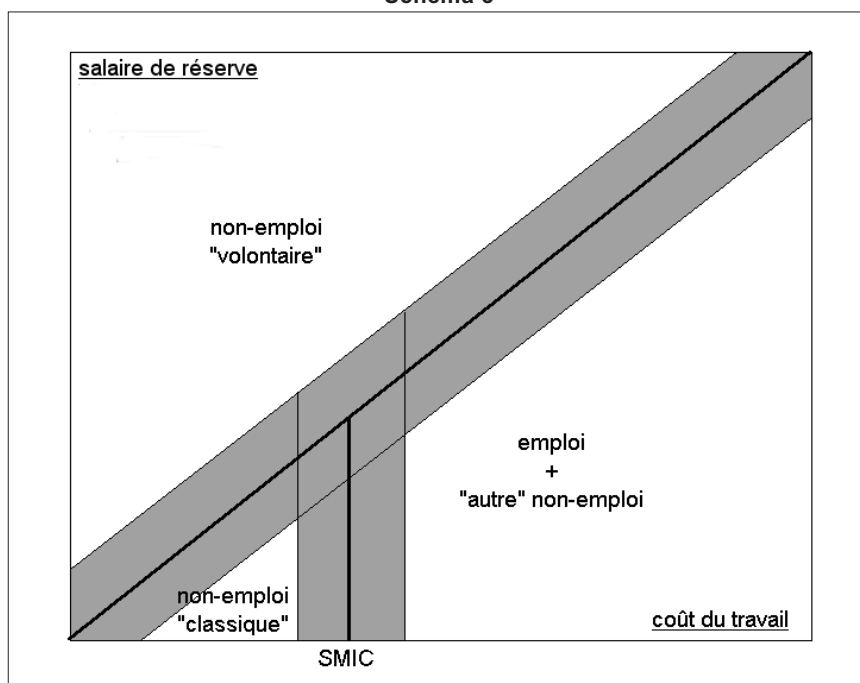 salaire de réserve
non-emploi
"volontaire"
emploi
+
"autre" non-emploi
non-emploi
"classique"
coût du travail
SMIC